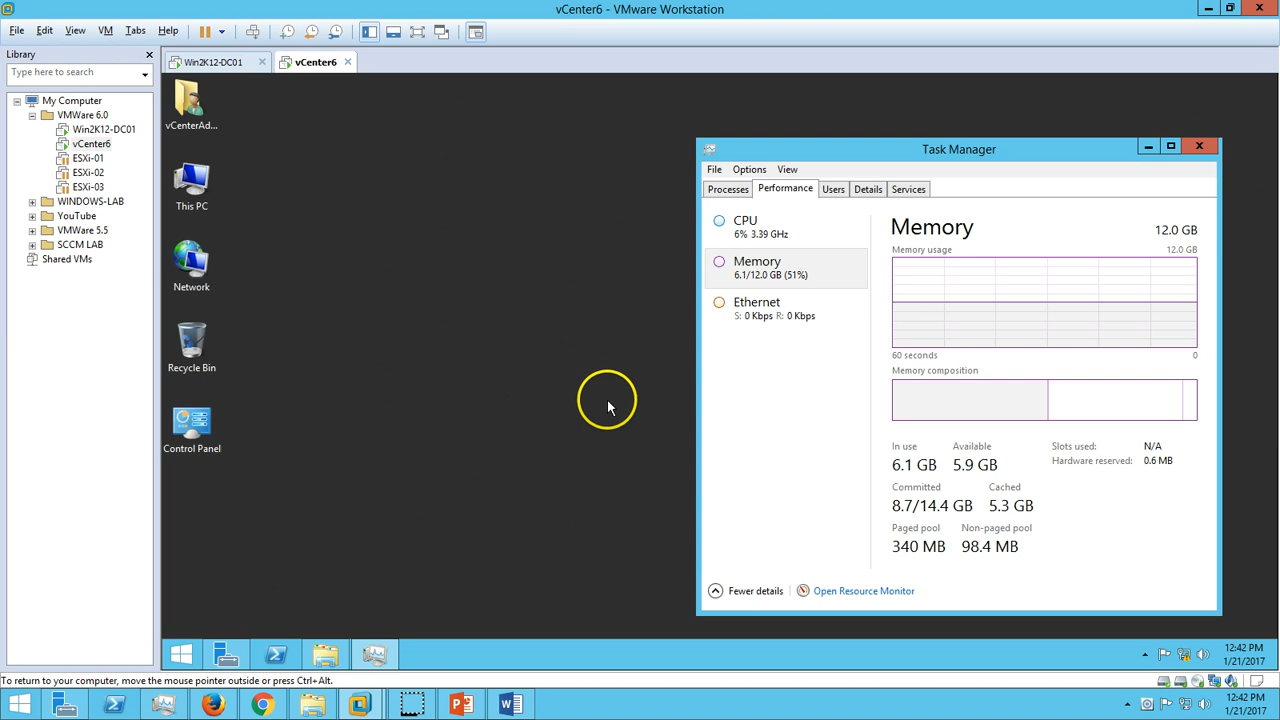 vCenter6 - VMware Workstation
File Edit View VM Tabs Help
Library
Type here to search
My Computer
VMWare 6.0
Win2K12-DC01
vCenter6
ESXi-01
ESXi-02
ESXi-03
WINDOWS-LAB
YouTube
VMWare 5.5
SCCM LAB
Shared VMs
Win2K12-DC01
vCenter6
vCenterAd...
This PC
Network
Recycle Bin
Control Panel
Task Manager
File Options View
Processes Performance Users Details Services
CPU
6% 3.39 GHz
Memory
6.1/12.0 GB (51%)
Ethernet
S: 0 Kbps R: 0 Kbps
Memory 12.0 GB
Memory usage 12.0 GB
60 seconds 0
Memory composition
In use Available Slots used: N/A
6.1 GB 5.9 GB Hardware reserved: 0.6 MB
Committed Cached
8.7/14.4 GB 5.3 GB
Paged pool Non-paged pool
340 MB 98.4 MB
Fewer details Open Resource Monitor
12:42 PM
1/21/2017
To return to your computer, move the mouse pointer outside or press Ctrl+Alt.
12:42 PM
1/21/2017